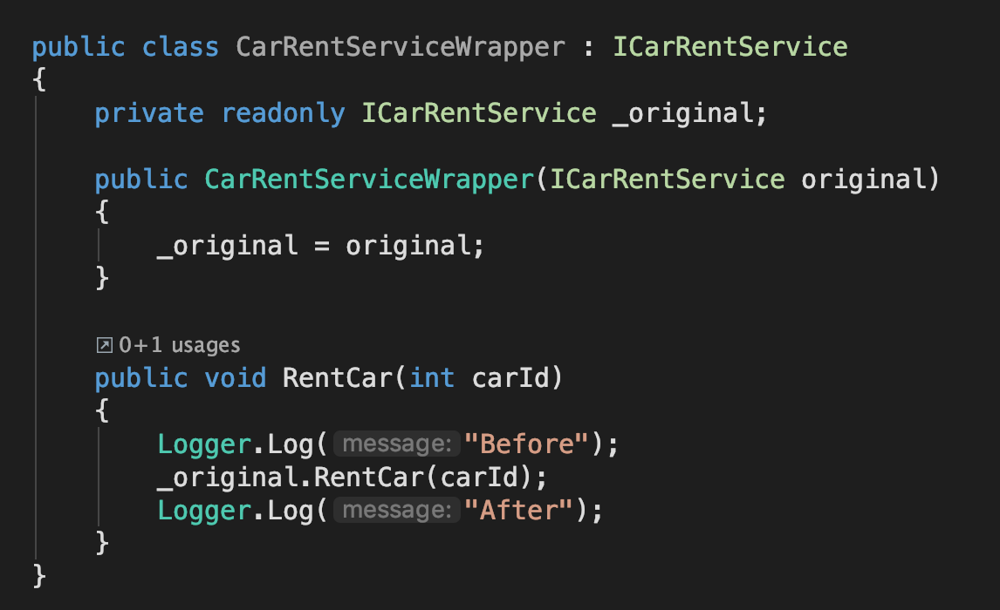 public class CarRentServiceWrapper : ICarRentService
{
    private readonly ICarRentService _original;
    public CarRentServiceWrapper(ICarRentService original)
    {
        _original = original;
    }
    0+1 usages
    public void RentCar(int carId)
    {
        Logger.Log( message: "Before");
        _original.RentCar(carId);
        Logger.Log( message: "After");
    }
}